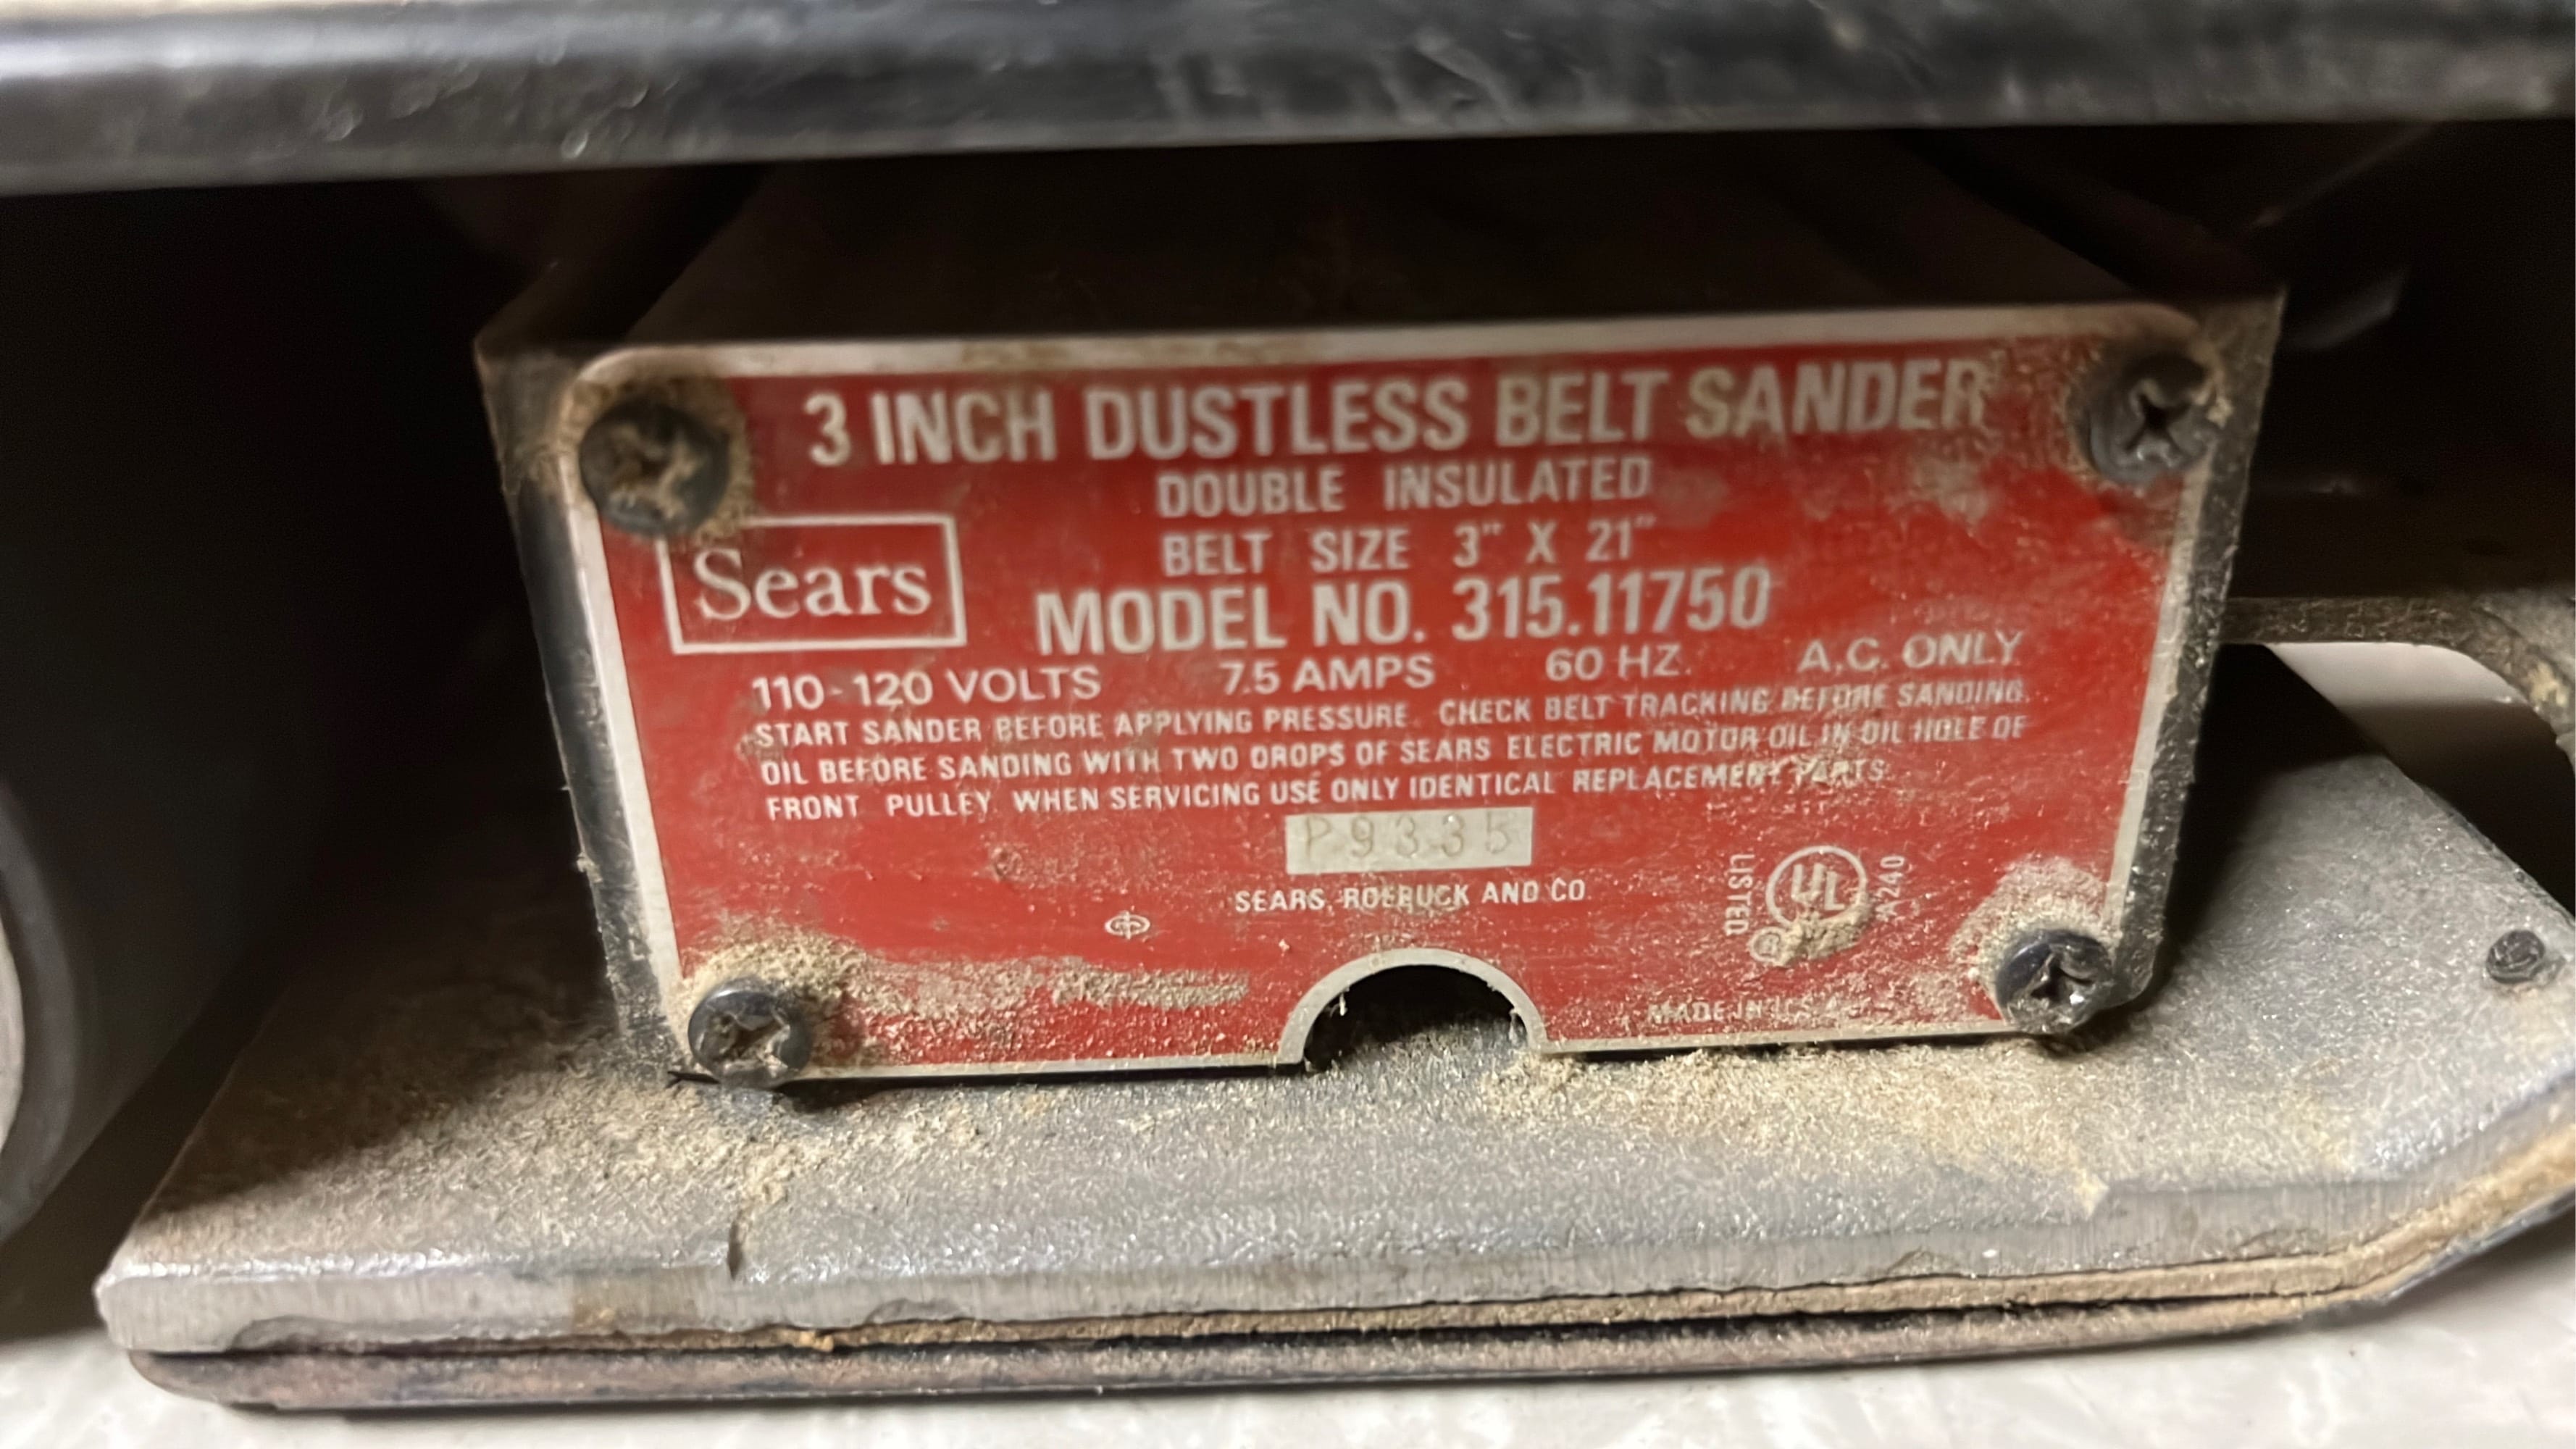 3 INCH DUSTLESS BELT SANDER
DOUBLE INSULATED
BELT SIZE 3" X 21"
Sears
MODEL NO. 315.11750
110-120 VOLTS 7.5 AMPS 60 HZ. A.C. ONLY
START SANDER BEFORE APPLYING PRESSURE. CHECK BELT TRACKING BEFORE SANDING.
OIL BEFORE SANDING WITH TWO DROPS OF SEARS ELECTRIC MOTOR OIL IN OIL HOLE OF
FRONT PULLEY. WHEN SERVICING USE ONLY IDENTICAL REPLACEMENT PARTS.
P9335
SEARS, ROEBUCK AND CO.
LISTED
UL
A240
MADE IN U.S.A.